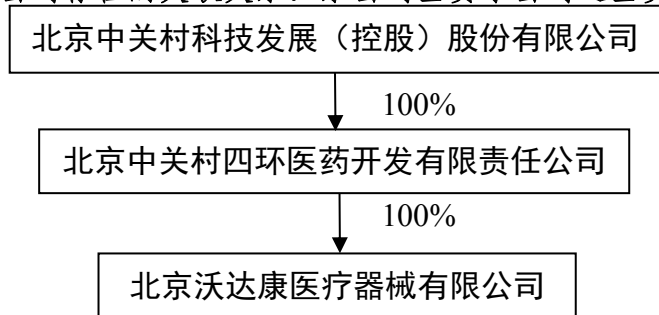 北京中关村科技发展（控股）股份有限公司
100%
北京中关村四环医药开发有限责任公司
100%
北京沃达康医疗器械有限公司